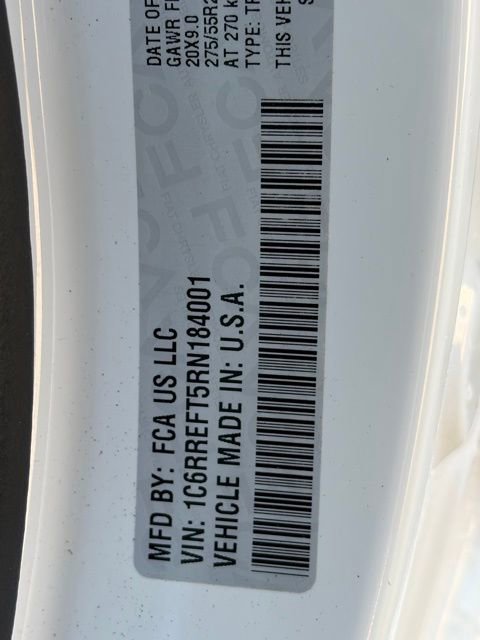 MFD BY: FCA US LLC
VIN: 1C6RREFT5RN184001
VEHICLE MADE IN: U.S.A.
DATE OF
GAWR
20X9.0
275/55R2
AT 270
TYPE:
THIS